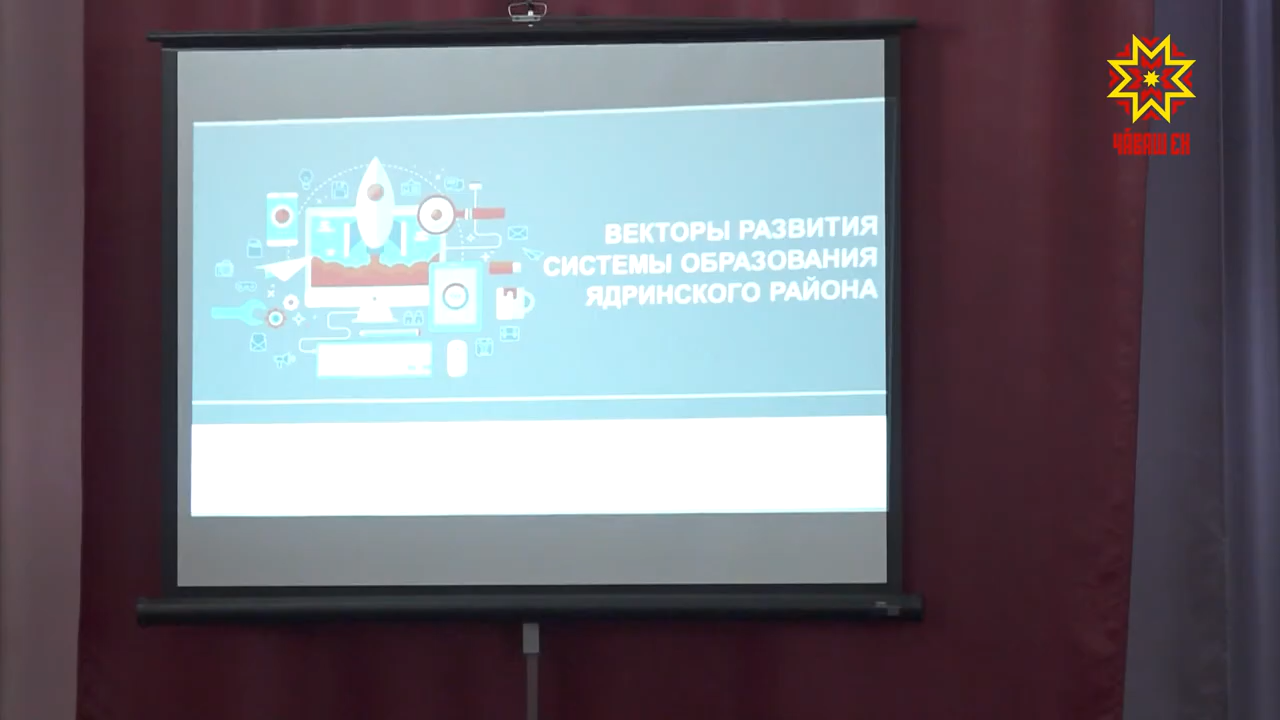 ВЕКТОРЫ РАЗВИТИЯ
СИСТЕМЫ ОБРАЗОВАНИЯ
ЯДРИНСКОГО РАЙОНА
ЧӐВАШ ЕН